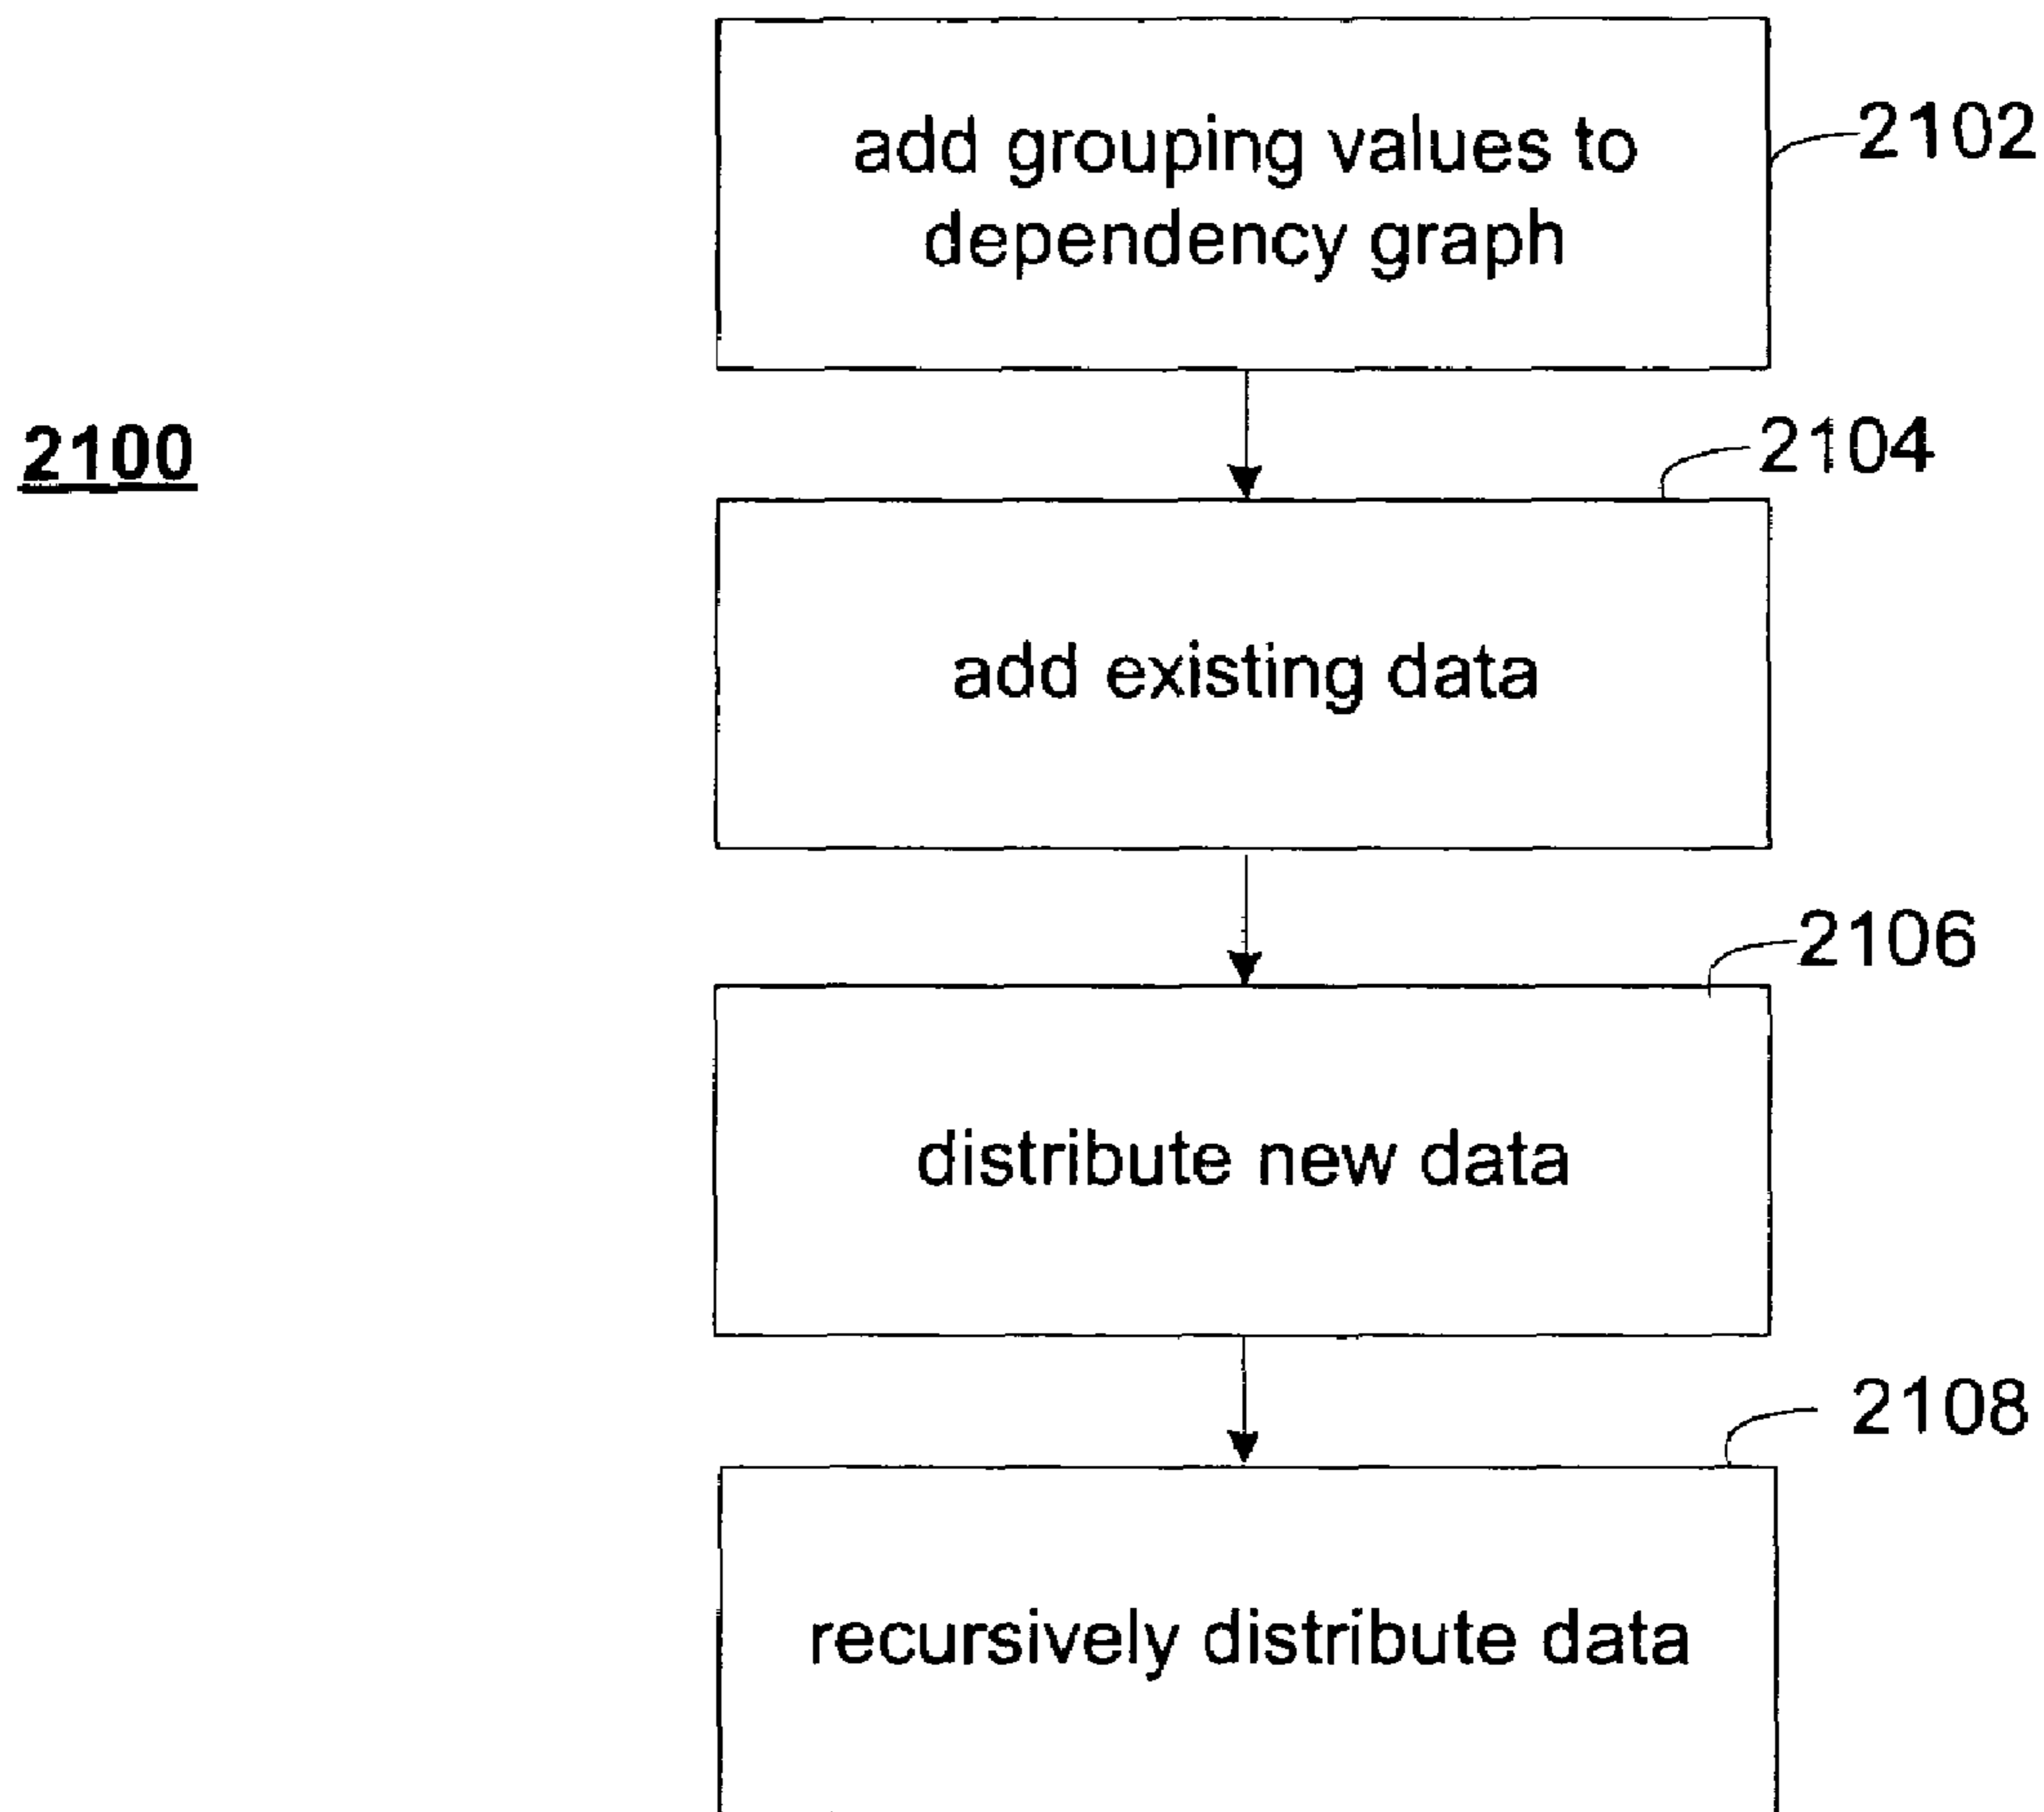 add grouping values to
dependency graph
2102
2100
2104
add existing data
2106
distribute new data
2108
recursively distribute data